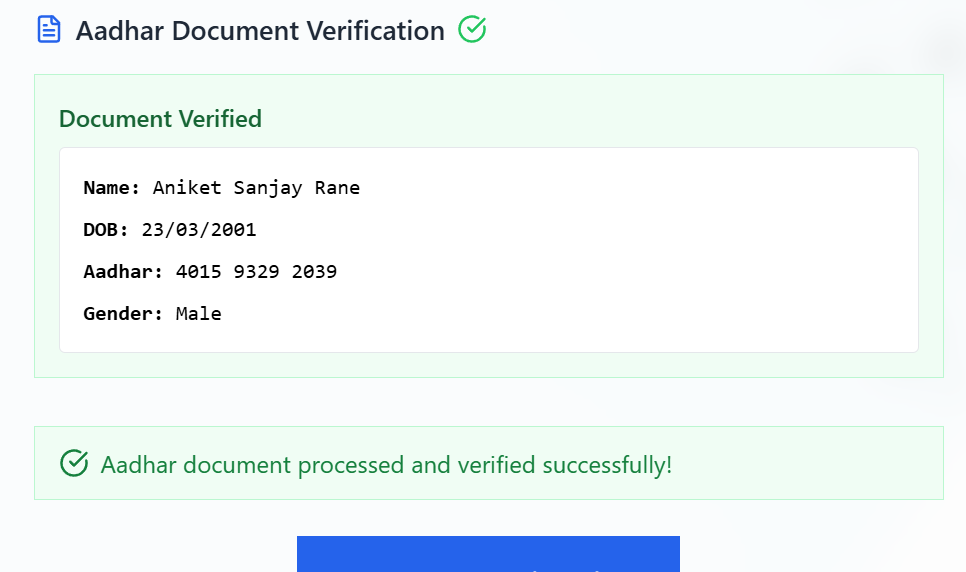 Aadhar Document Verification
Document Verified
Name: Aniket Sanjay Rane
DOB: 23/03/2001
Aadhar: 4015 9329 2039
Gender: Male
Aadhar document processed and verified successfully!